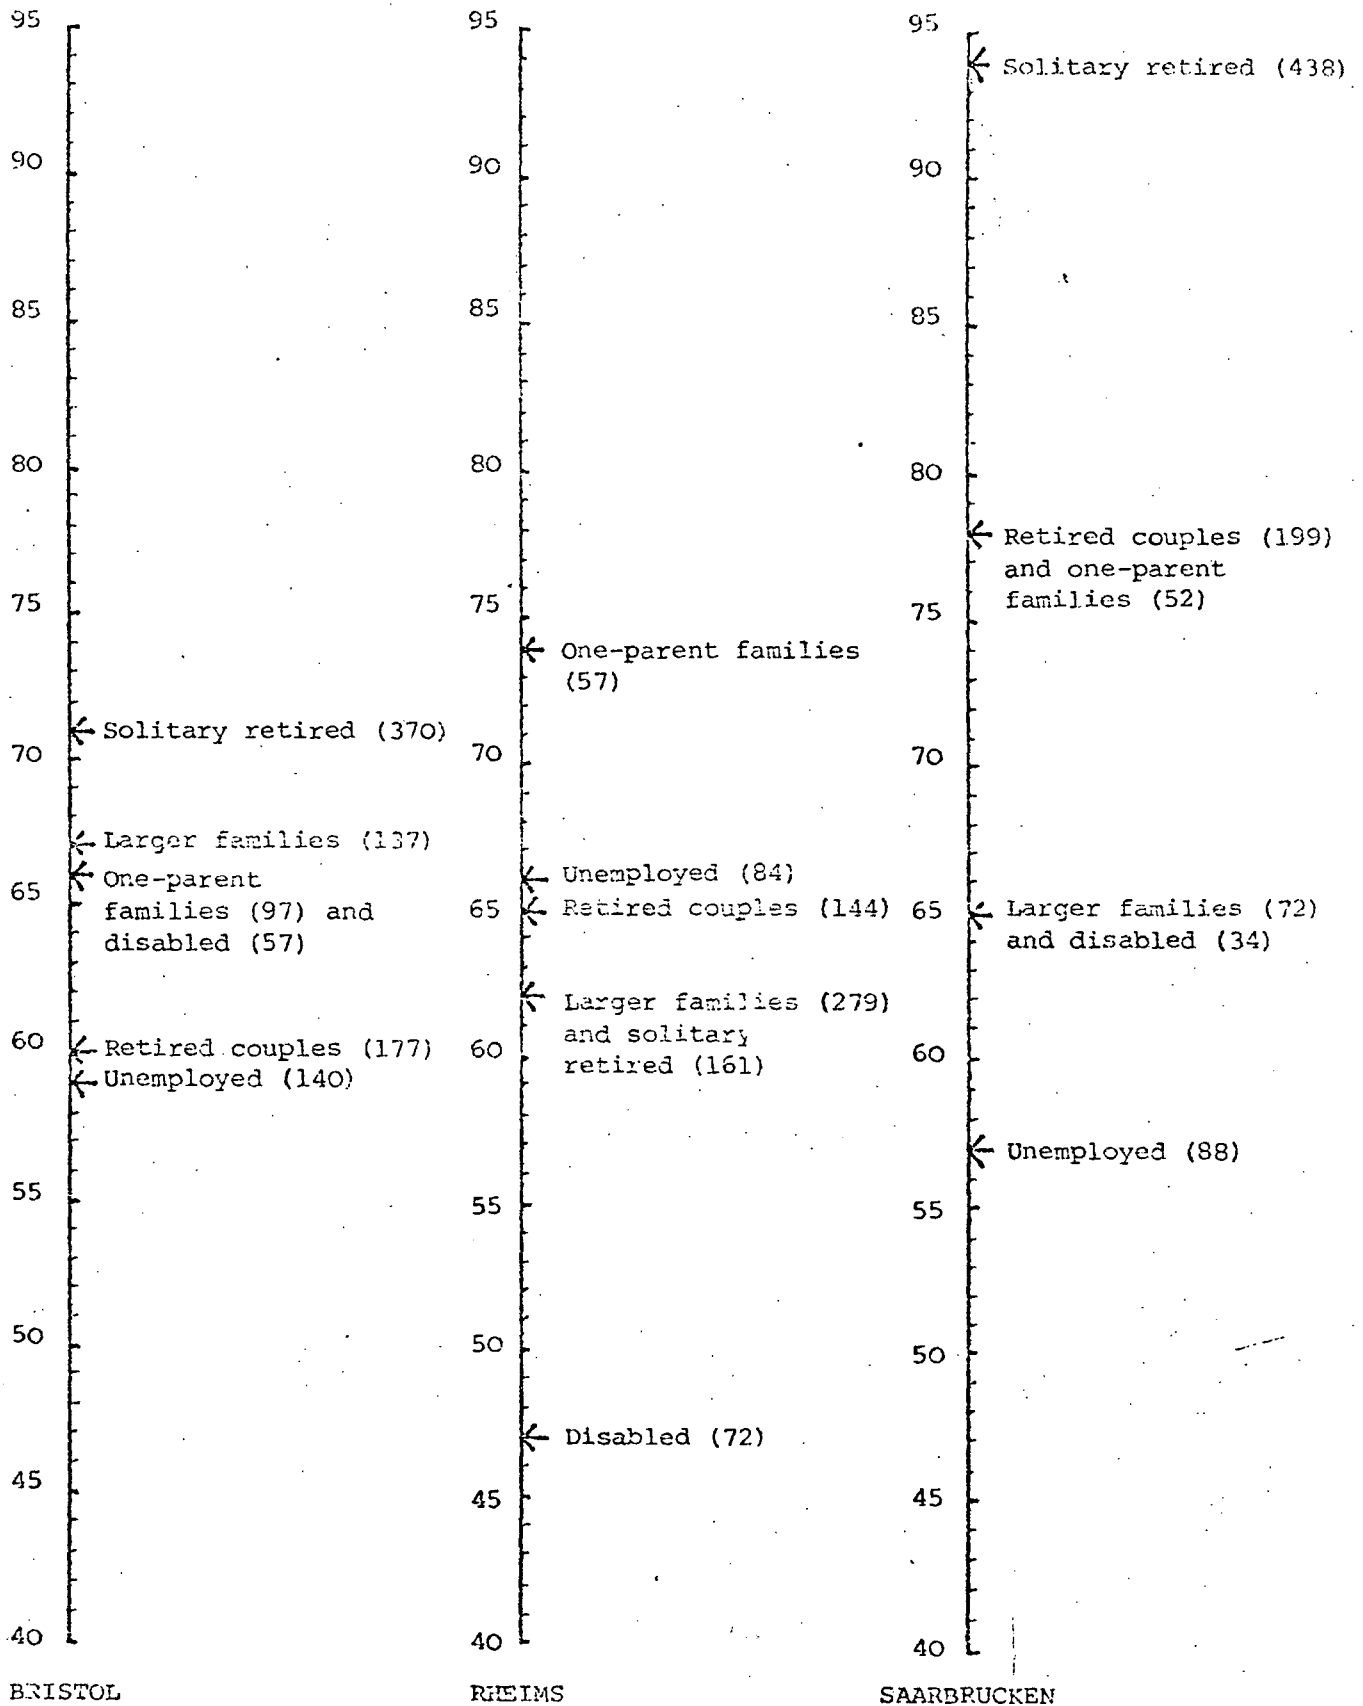 95
90
85
80
75
70
65
60
55
50
45
40
Solitary retired (370)
Larger families (137)
One-parent
families (97) and
disabled (57)
Retired couples (177)
Unemployed (140)
BRISTOL
95
90
85
80
75
70
65
60
55
50
45
40
One-parent families
(57)
Unemployed (84)
Retired couples (144)
Larger families (279)
and solitary
retired (161)
Disabled (72)
RHEIMS
95
90
85
80
75
70
65
60
55
50
45
40
Solitary retired (438)
Retired couples (199)
and one-parent
families (52)
Larger families (72)
and disabled (34)
Unemployed (88)
SAARBRUCKEN